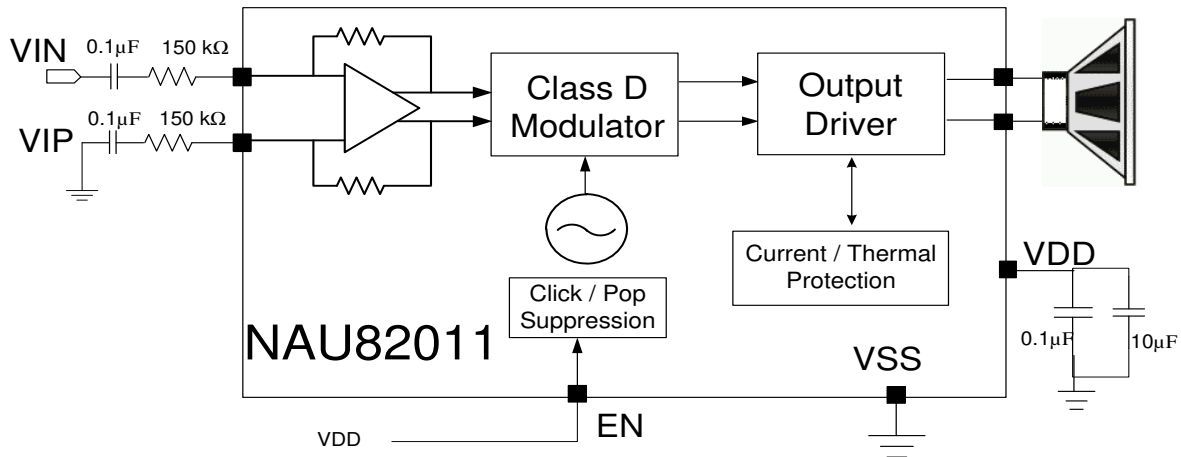 VIN
0.1μF
150 kΩ
VIP
0.1μF
150 kΩ
Class D
Modulator
Output
Driver
Current / Thermal
Protection
Click / Pop
Suppression
NAU82011
VDD
0.1μF
10μF
VSS
EN
VDD